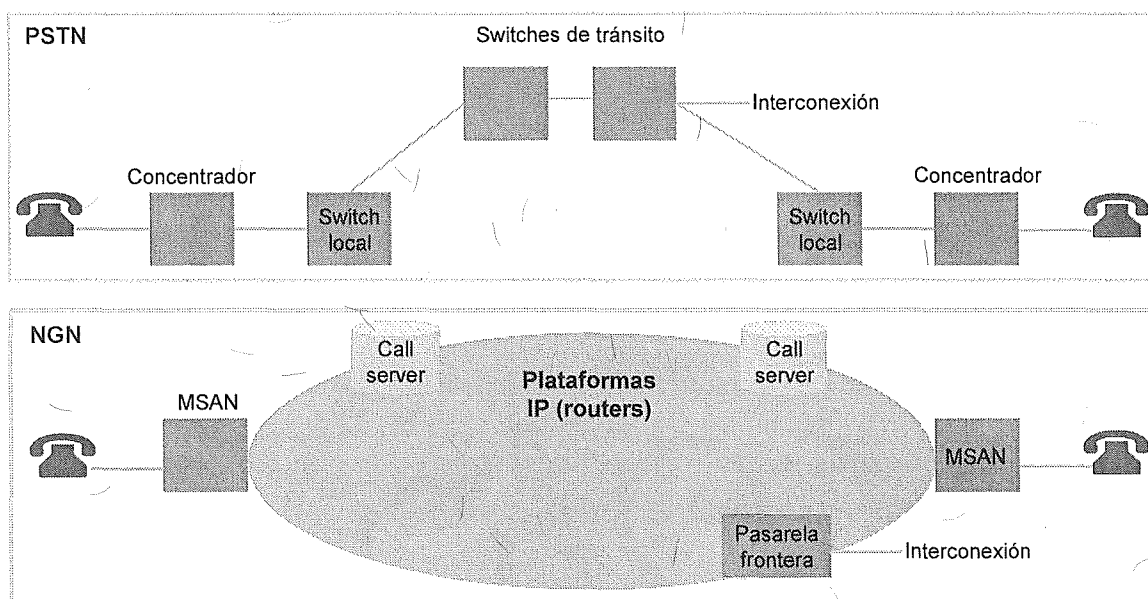 PSTN
Switches de tránsito
Interconexión
Concentrador
Switch
local
Switch
local
Concentrador
NGN
Call
server
Call
server
Plataformas
IP (routers)
MSAN
MSAN
Pasarela
frontera
Interconexión